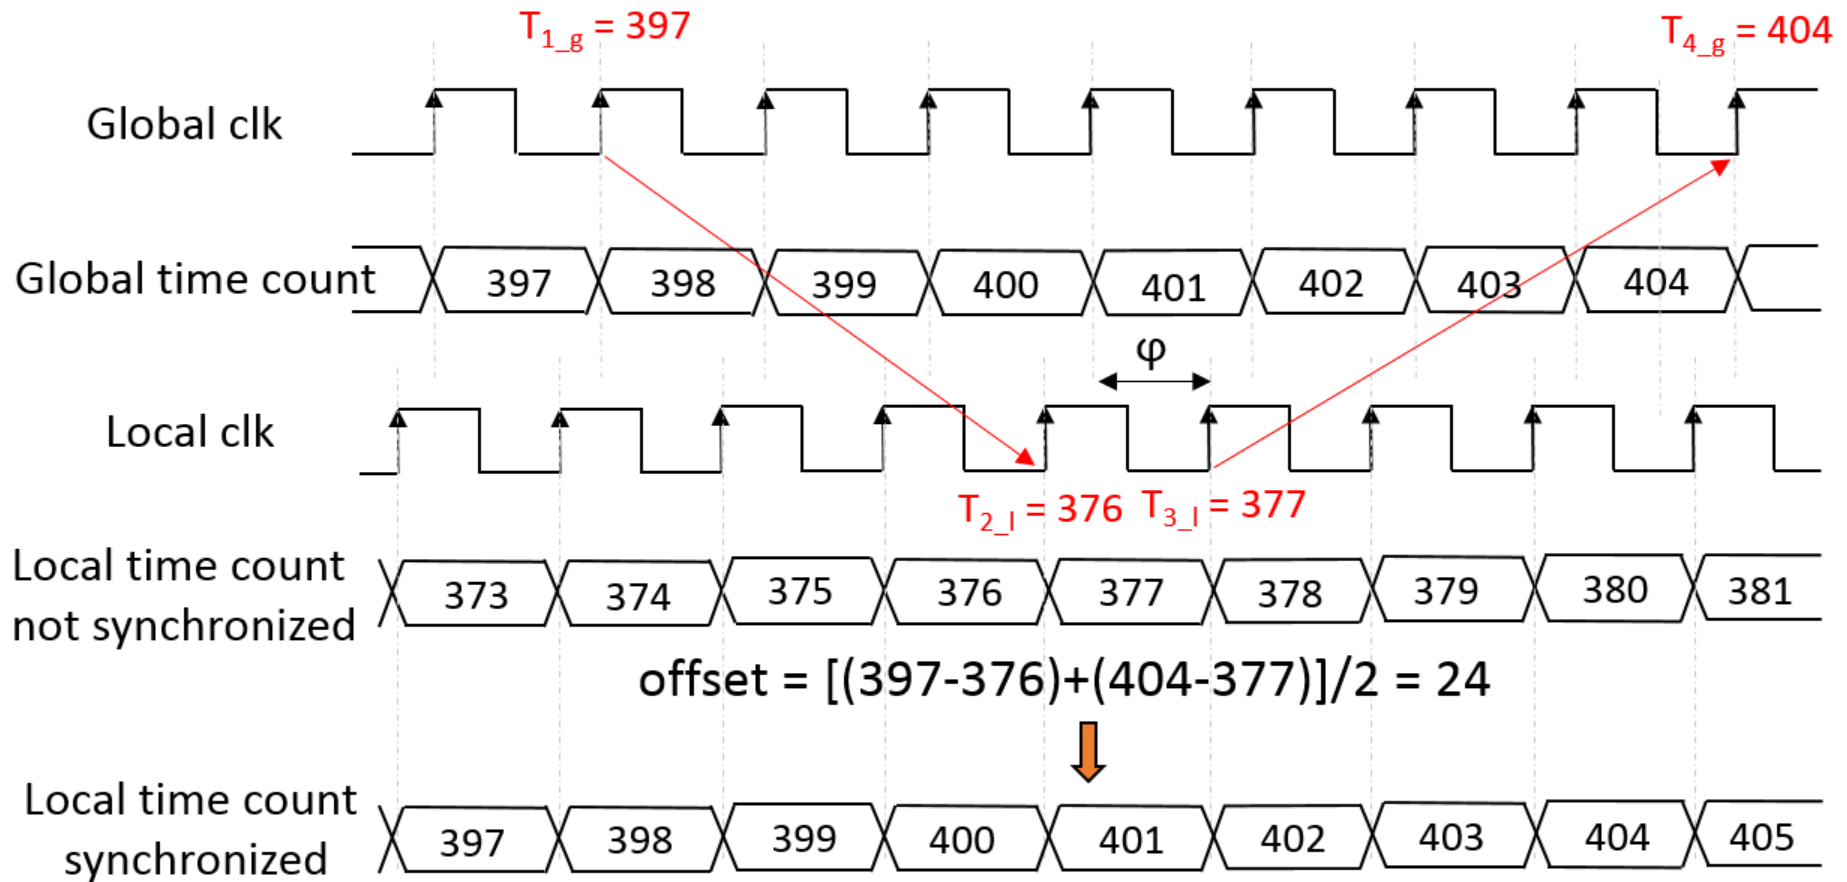 T1_g = 397
T4_g = 404
Global clk
Global time count
397 398 399 400 401 402 403 404
φ
Local clk
T2_l = 376 T3_l = 377
Local time count
not synchronized
373 374 375 376 377 378 379 380 381
offset = [(397-376)+(404-377)]/2 = 24
Local time count
synchronized
397 398 399 400 401 402 403 404 405